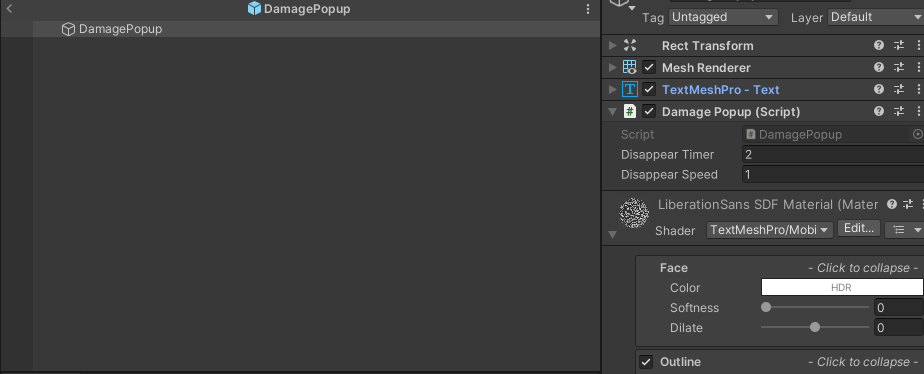 DamagePopup
DamagePopup
Tag Untagged Layer Default
Rect Transform
Mesh Renderer
TextMeshPro - Text
Damage Popup (Script)
Script DamagePopup
Disappear Timer 2
Disappear Speed 1
LiberationSans SDF Material (Mater
Shader TextMeshPro/Mobi Edit...
Face - Click to collapse -
Color HDR
Softness 0
Dilate 0
Outline - Click to collapse -